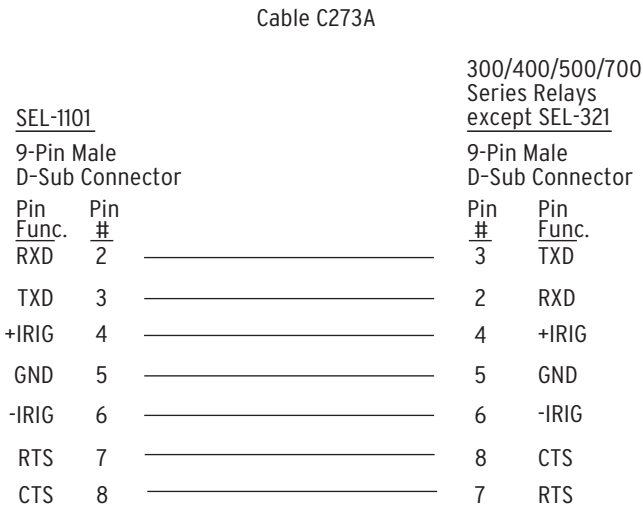 Cable C273A
300/400/500/700
Series Relays
SEL-1101 except SEL-321
9-Pin Male 9-Pin Male
D-Sub Connector D-Sub Connector
Pin Pin Pin Pin
Func. # # Func.
RXD 2 3 TXD
TXD 3 2 RXD
+IRIG 4 4 +IRIG
GND 5 5 GND
-IRIG 6 6 -IRIG
RTS 7 8 CTS
CTS 8 7 RTS